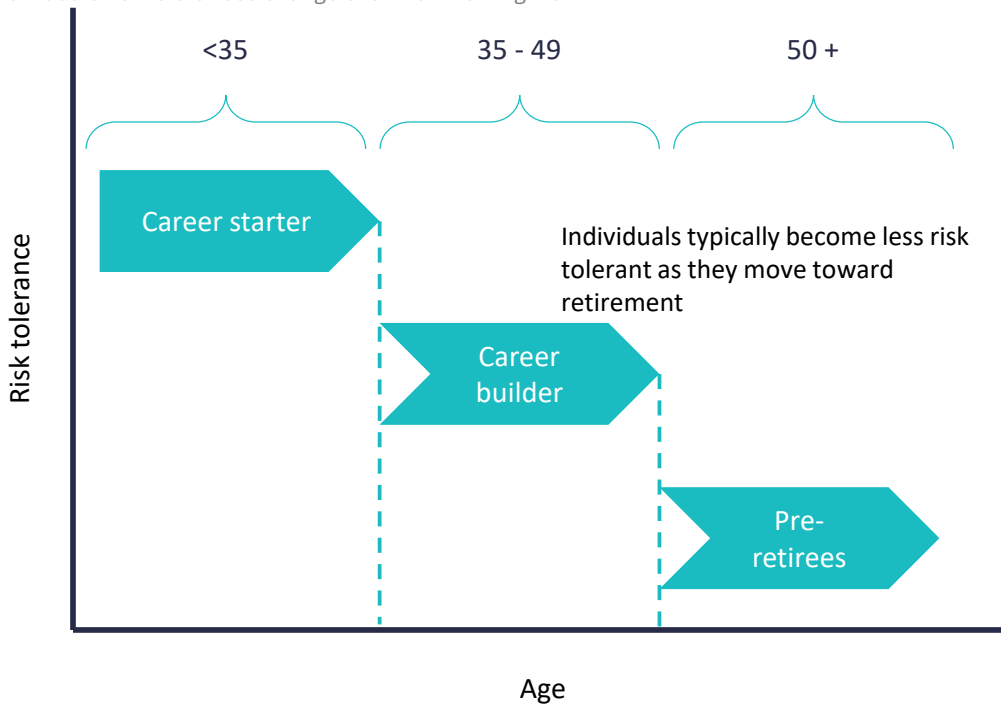 <35
35 - 49
50 +
Career starter
Individuals typically become less risk
tolerant as they move toward
retirement
Risk tolerance
Career
builder
Pre-
retirees
Age